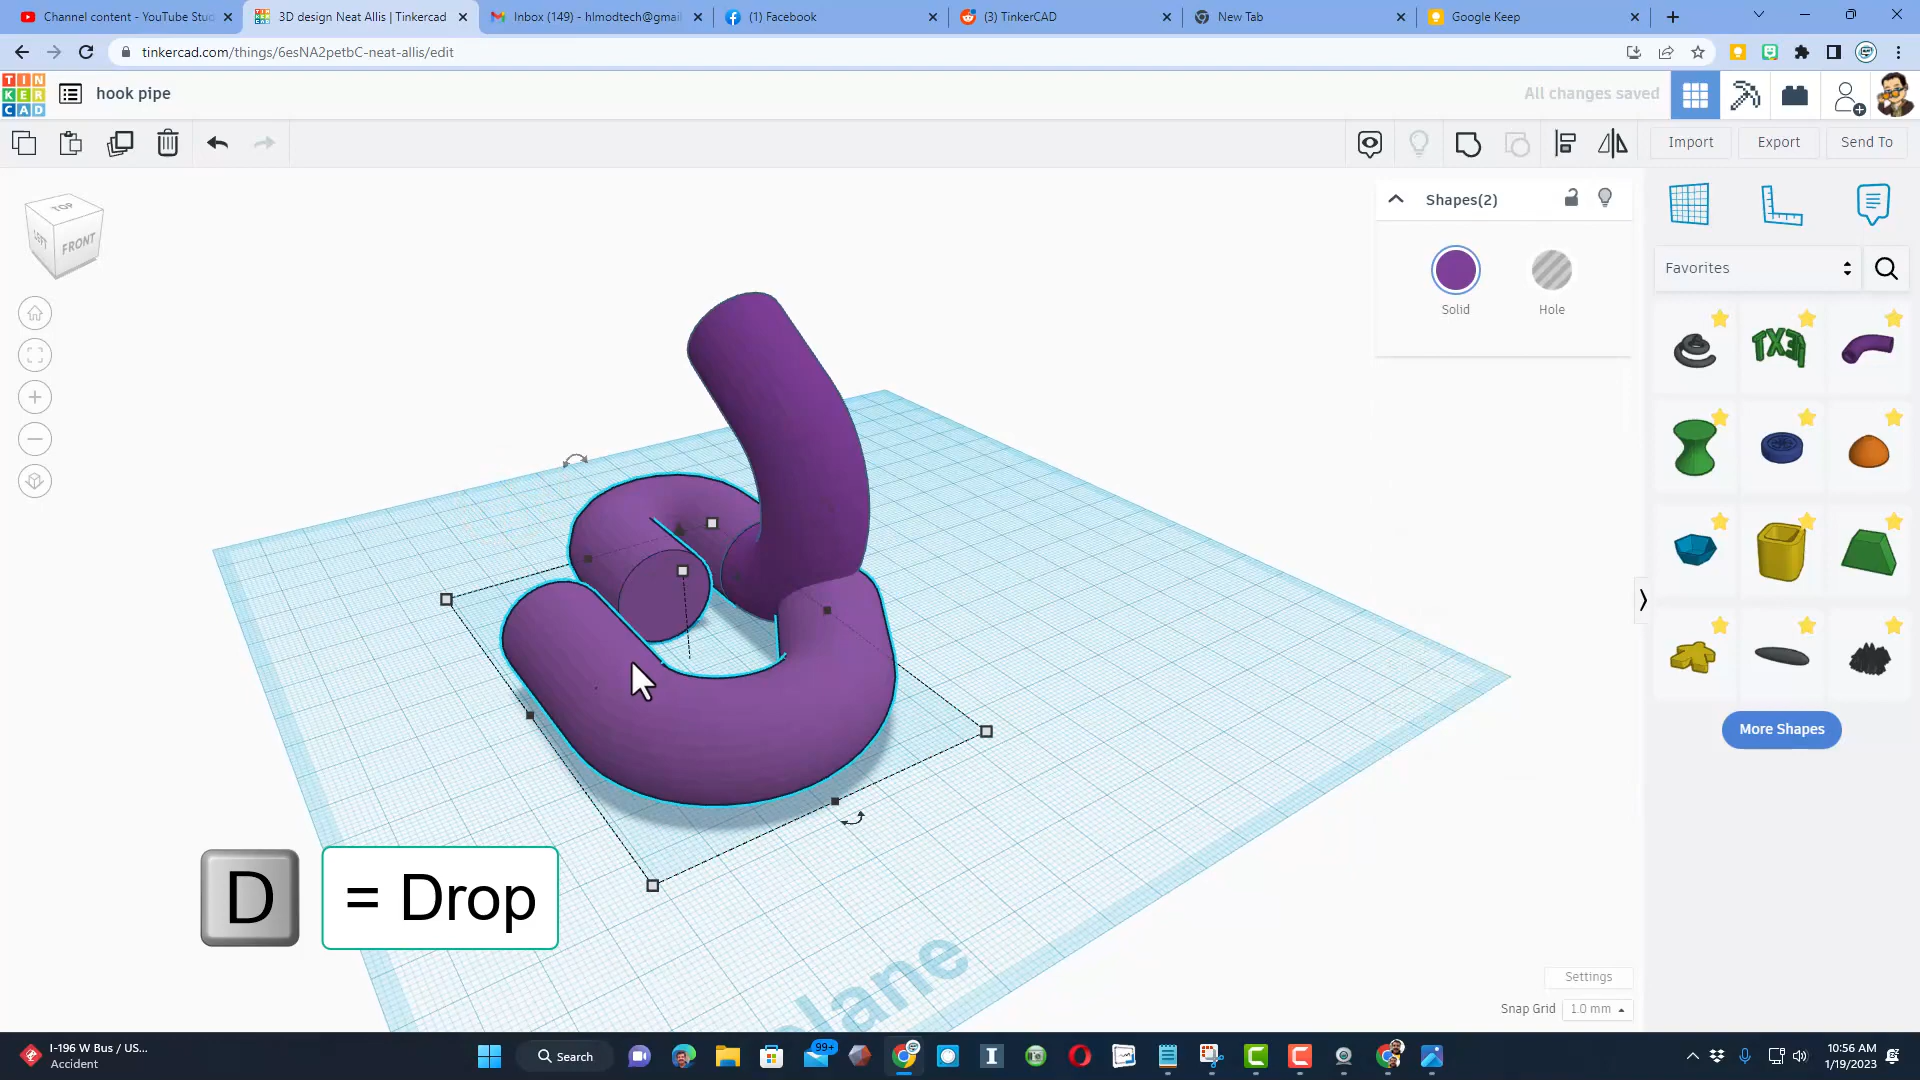 Channel content - YouTube Stu
3D design Neat Allis | Tinkercad
Inbox (149) - hlmodtech@gmail
(1) Facebook
(3) TinkerCAD
New Tab
Google Keep
tinkercad.com/things/6esNA2petbC-neat-allis/edit
TIN
KER
CAD
hook pipe
All changes saved
Import
Export
Send To
TOP
LEFT
FRONT
Shapes(2)
Solid
Hole
Favorites
TEXT
More Shapes
D
= Drop
plane
Settings
Snap Grid
1.0 mm
I-196 W Bus / US...
Accident
Search
99+
10:56 AM
1/19/2023